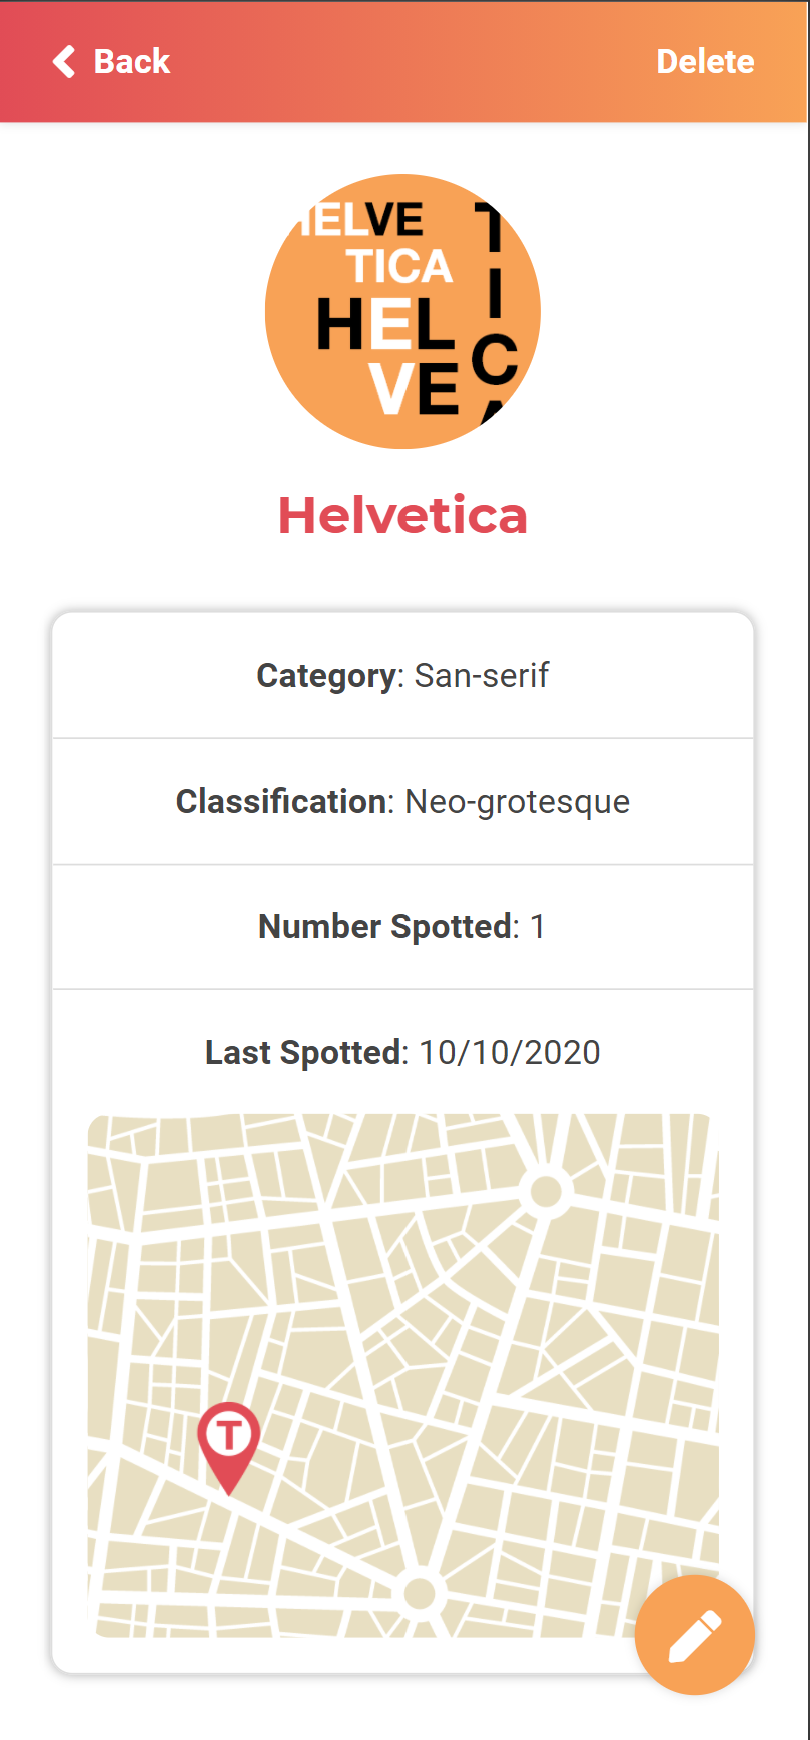 Back
Delete
HELVE
TICA
HEL
VE
TICA
Helvetica
Category: San-serif
Classification: Neo-grotesque
Number Spotted: 1
Last Spotted: 10/10/2020
T